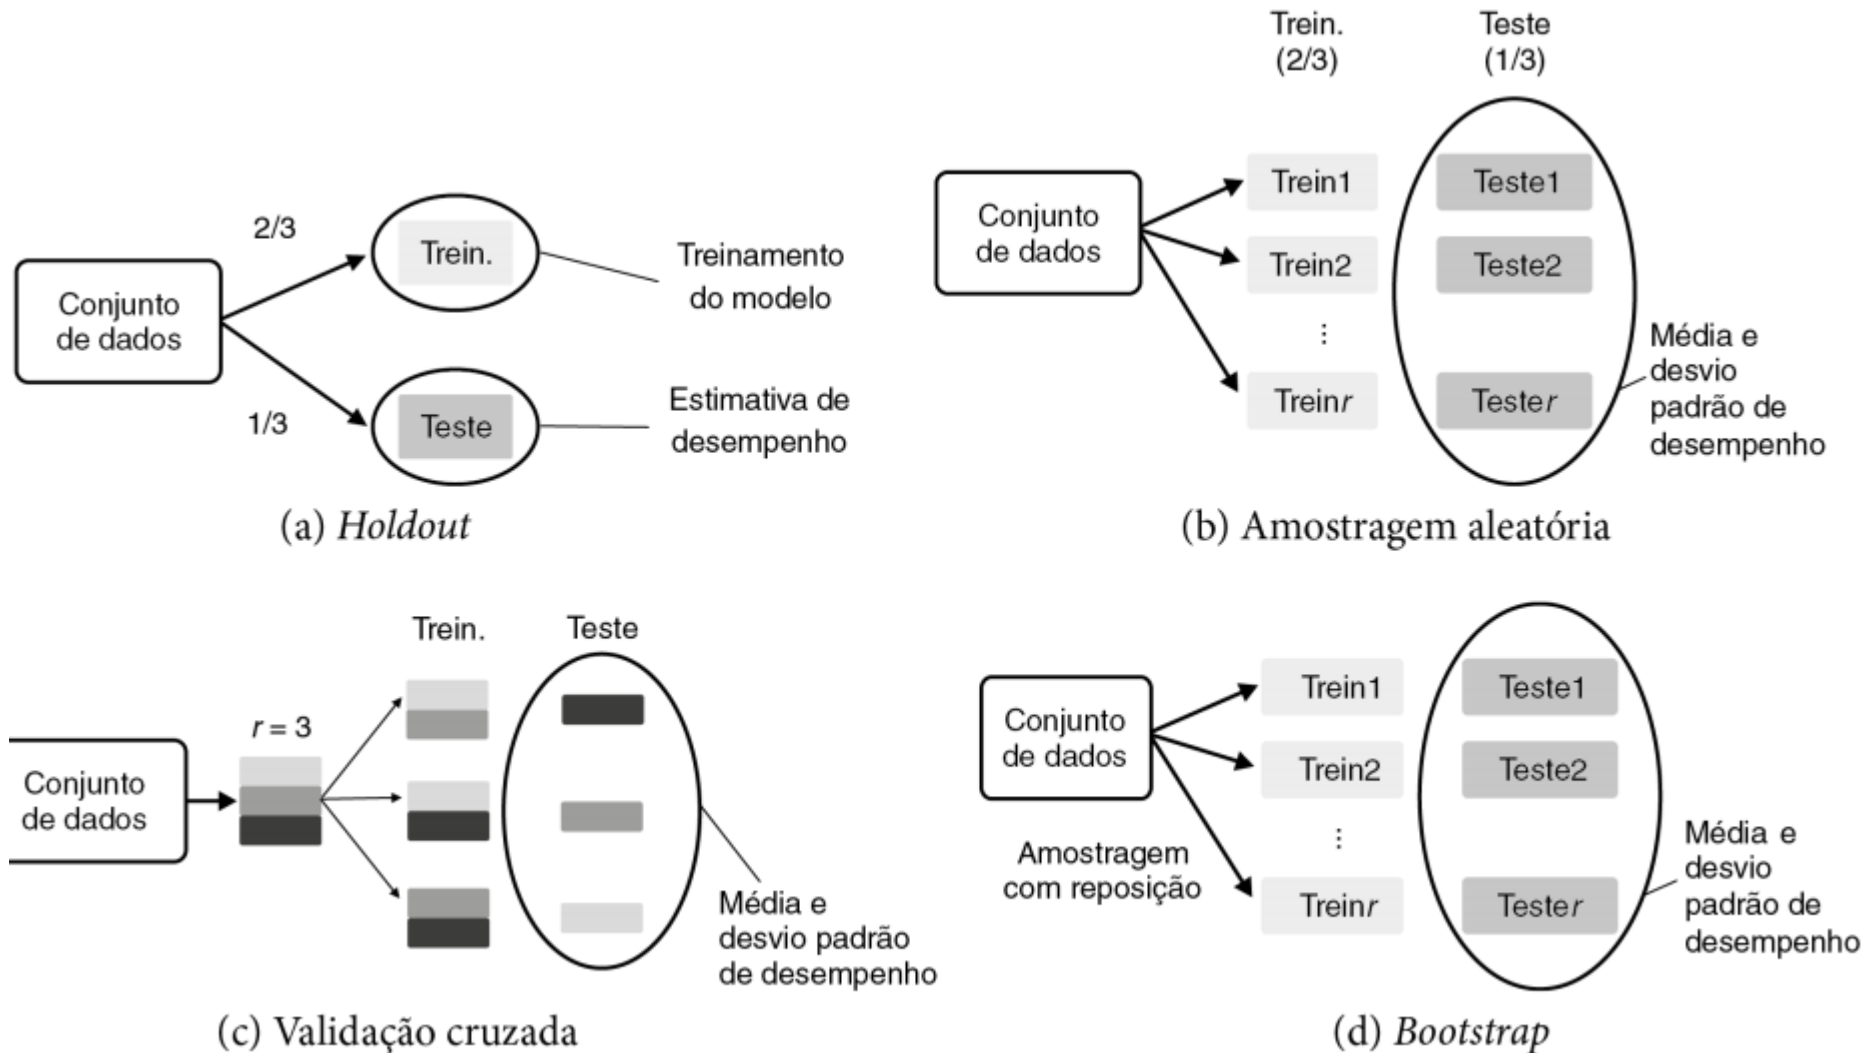 Conjunto
de dados
2/3
1/3
Trein.
Teste
Treinamento
do modelo
Estimativa de
desempenho
(a) Holdout
Trein.
(2/3)
Teste
(1/3)
Conjunto
de dados
Trein1
Teste1
Trein2
Teste2
⋮
Treinr
Tester
Média e
desvio
padrão de
desempenho
(b) Amostragem aleatória
Trein.
Teste
r = 3
Conjunto
de dados
Média e
desvio padrão
de desempenho
(c) Validação cruzada
Conjunto
de dados
Amostragem
com reposição
Trein1
Teste1
Trein2
Teste2
⋮
Treinr
Tester
Média e
desvio
padrão de
desempenho
(d) Bootstrap